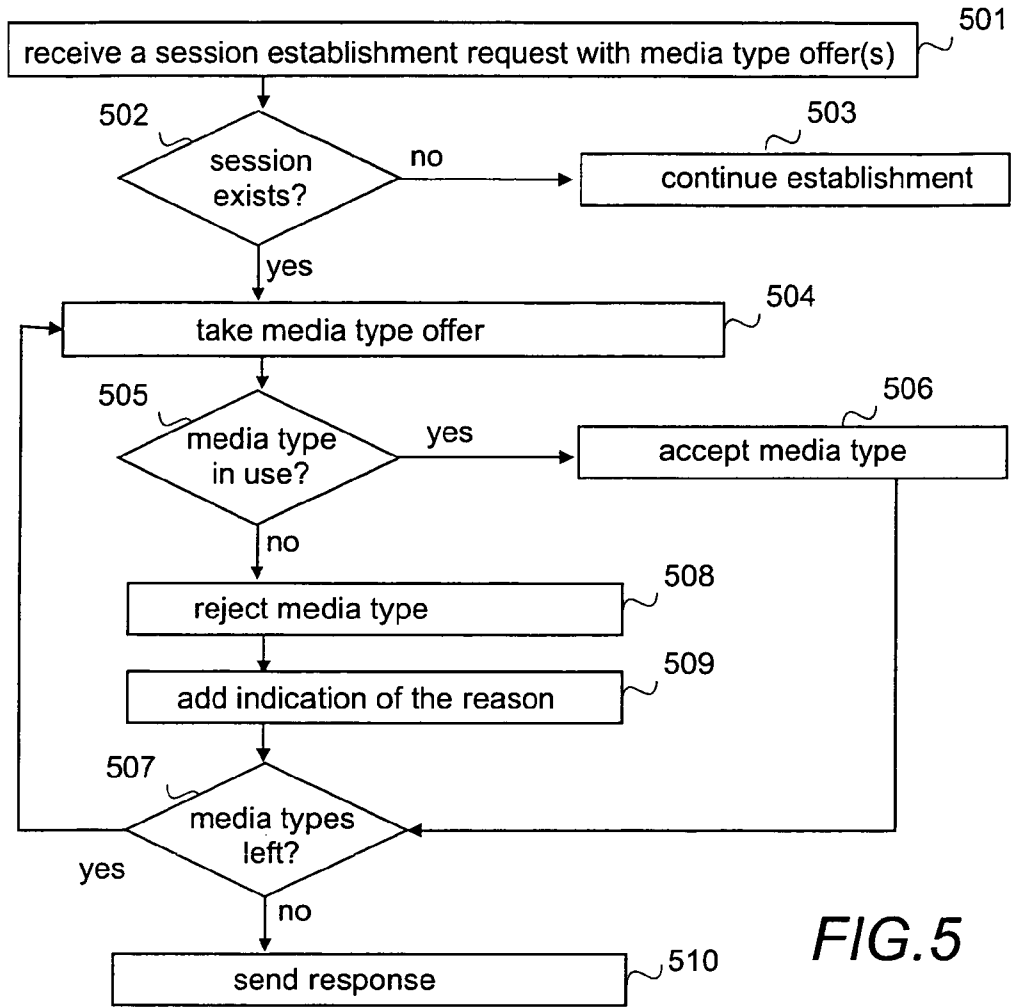 501
receive a session establishment request with media type offer(s)
502
503
session
exists?
no
continue establishment
yes
504
take media type offer
505
506
media type
in use?
yes
accept media type
no
508
reject media type
509
add indication of the reason
507
media types
left?
yes
no
FIG.5
send response
510